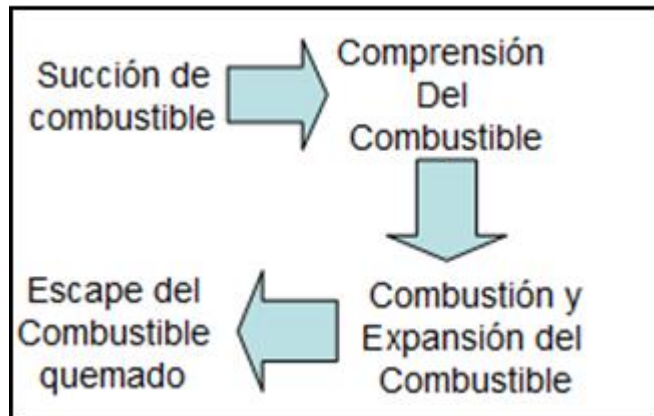 Succión de
combustible
Comprensión
Del
Combustible
Combustión y
Expansión del
Combustible
Escape del
Combustible
quemado